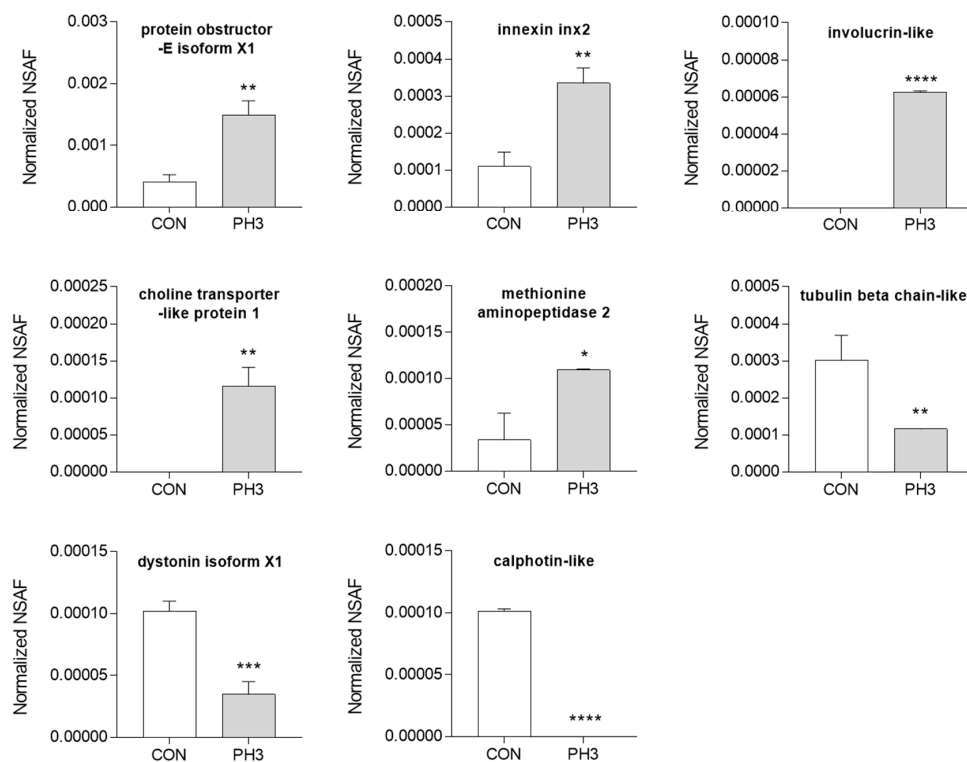 protein obstructor
-E isoform X1
Normalized NSAF
0.003
0.002
0.001
0.000
**
CON
PH3
innexin inx2
Normalized NSAF
0.0005
0.0004
0.0003
0.0002
0.0001
0.0000
**
CON
PH3
involucrin-like
Normalized NSAF
0.00010
0.00008
0.00006
0.00004
0.00002
0.00000
****
CON
PH3
choline transporter
-like protein 1
Normalized NSAF
0.00025
0.00020
0.00015
0.00010
0.00005
0.00000
**
CON
PH3
methionine
aminopeptidase 2
Normalized NSAF
0.00020
0.00015
0.00010
0.00005
0.00000
*
CON
PH3
tubulin beta chain-like
Normalized NSAF
0.0005
0.0004
0.0003
0.0002
0.0001
0.0000
**
CON
PH3
dystonin isoform X1
Normalized NSAF
0.00015
0.00010
0.00005
0.00000
***
CON
PH3
calphotin-like
Normalized NSAF
0.00015
0.00010
0.00005
0.00000
****
CON
PH3